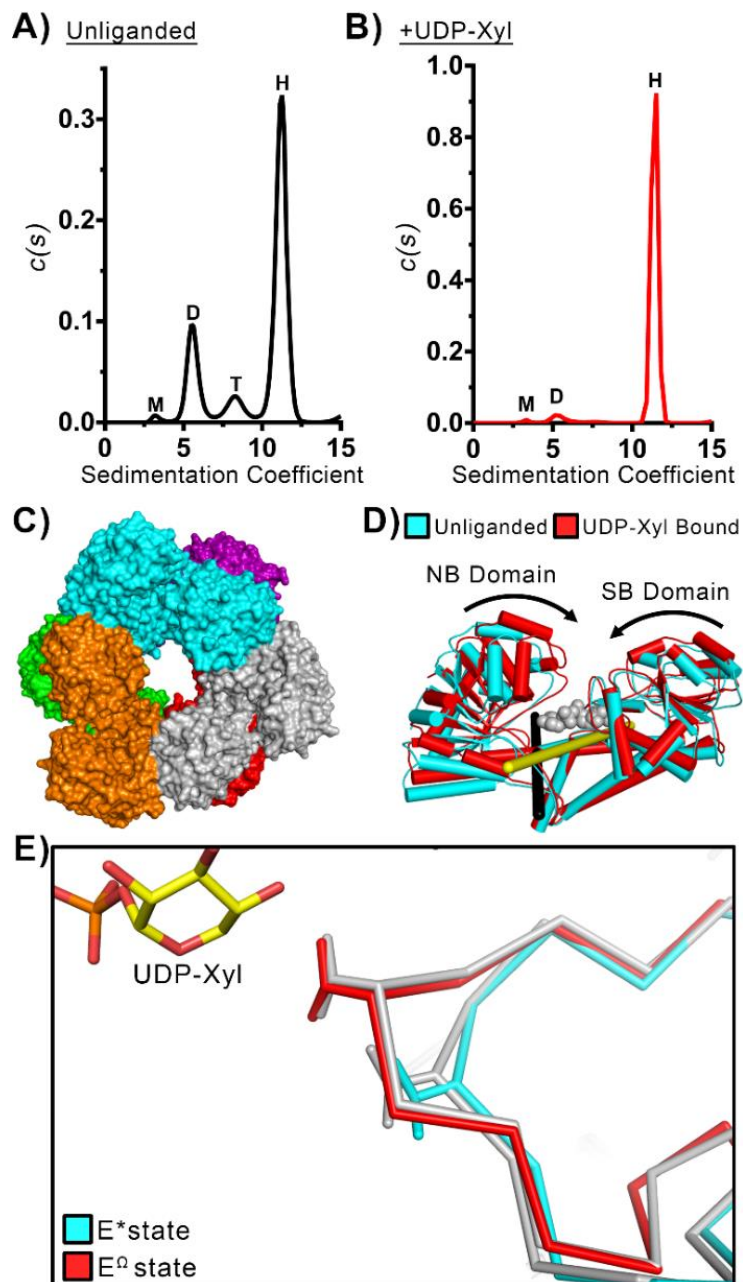 A) Unliganded
H
0.3
0.2
c(s)
0.1
D
T
M
0.0
0 5 10 15
Sedimentation Coefficient
B) +UDP-Xyl
H
1.0
0.8
0.6
c(s)
0.4
0.2
M D
0.0
0 5 10 15
Sedimentation Coefficient
C)
D) Unliganded UDP-Xyl Bound
NB Domain
SB Domain
E)
UDP-Xyl
E* state
EΩ state